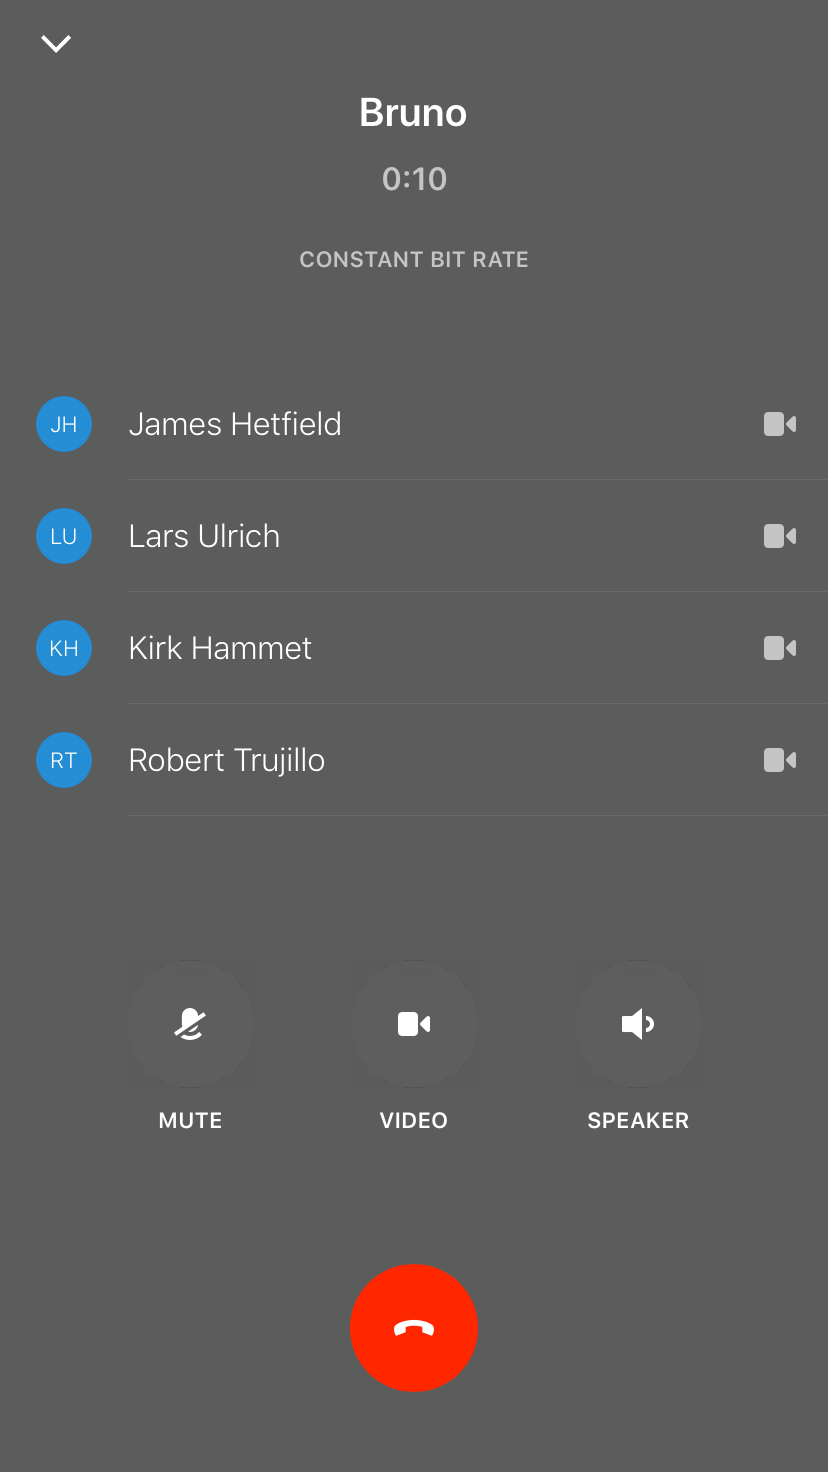 Bruno
0:10
CONSTANT BIT RATE
JH James Hetfield
LU Lars Ulrich
KH Kirk Hammet
RT Robert Trujillo
MUTE VIDEO SPEAKER